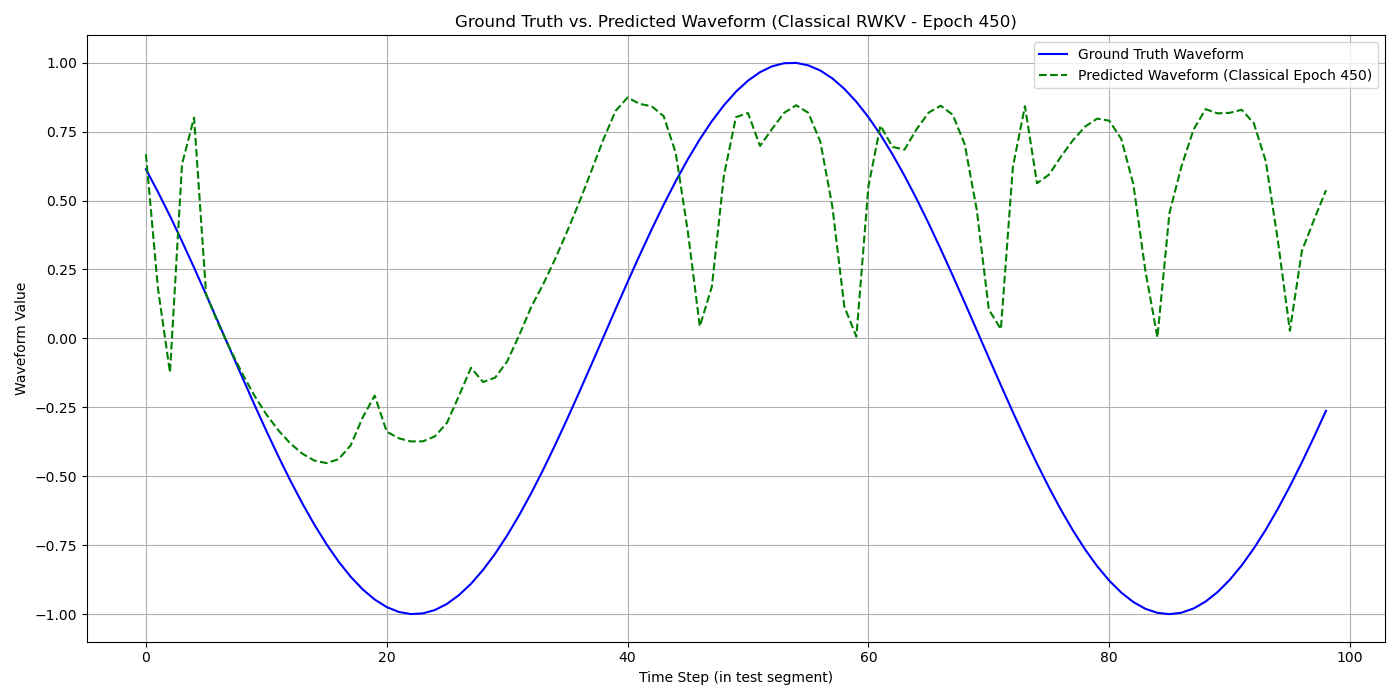 Ground Truth vs. Predicted Waveform (Classical RWKV - Epoch 450)
Ground Truth Waveform
Predicted Waveform (Classical Epoch 450)
Waveform Value
1.00
0.75
0.50
0.25
0.00
−0.25
−0.50
−0.75
−1.00
0 20 40 60 80 100
Time Step (in test segment)